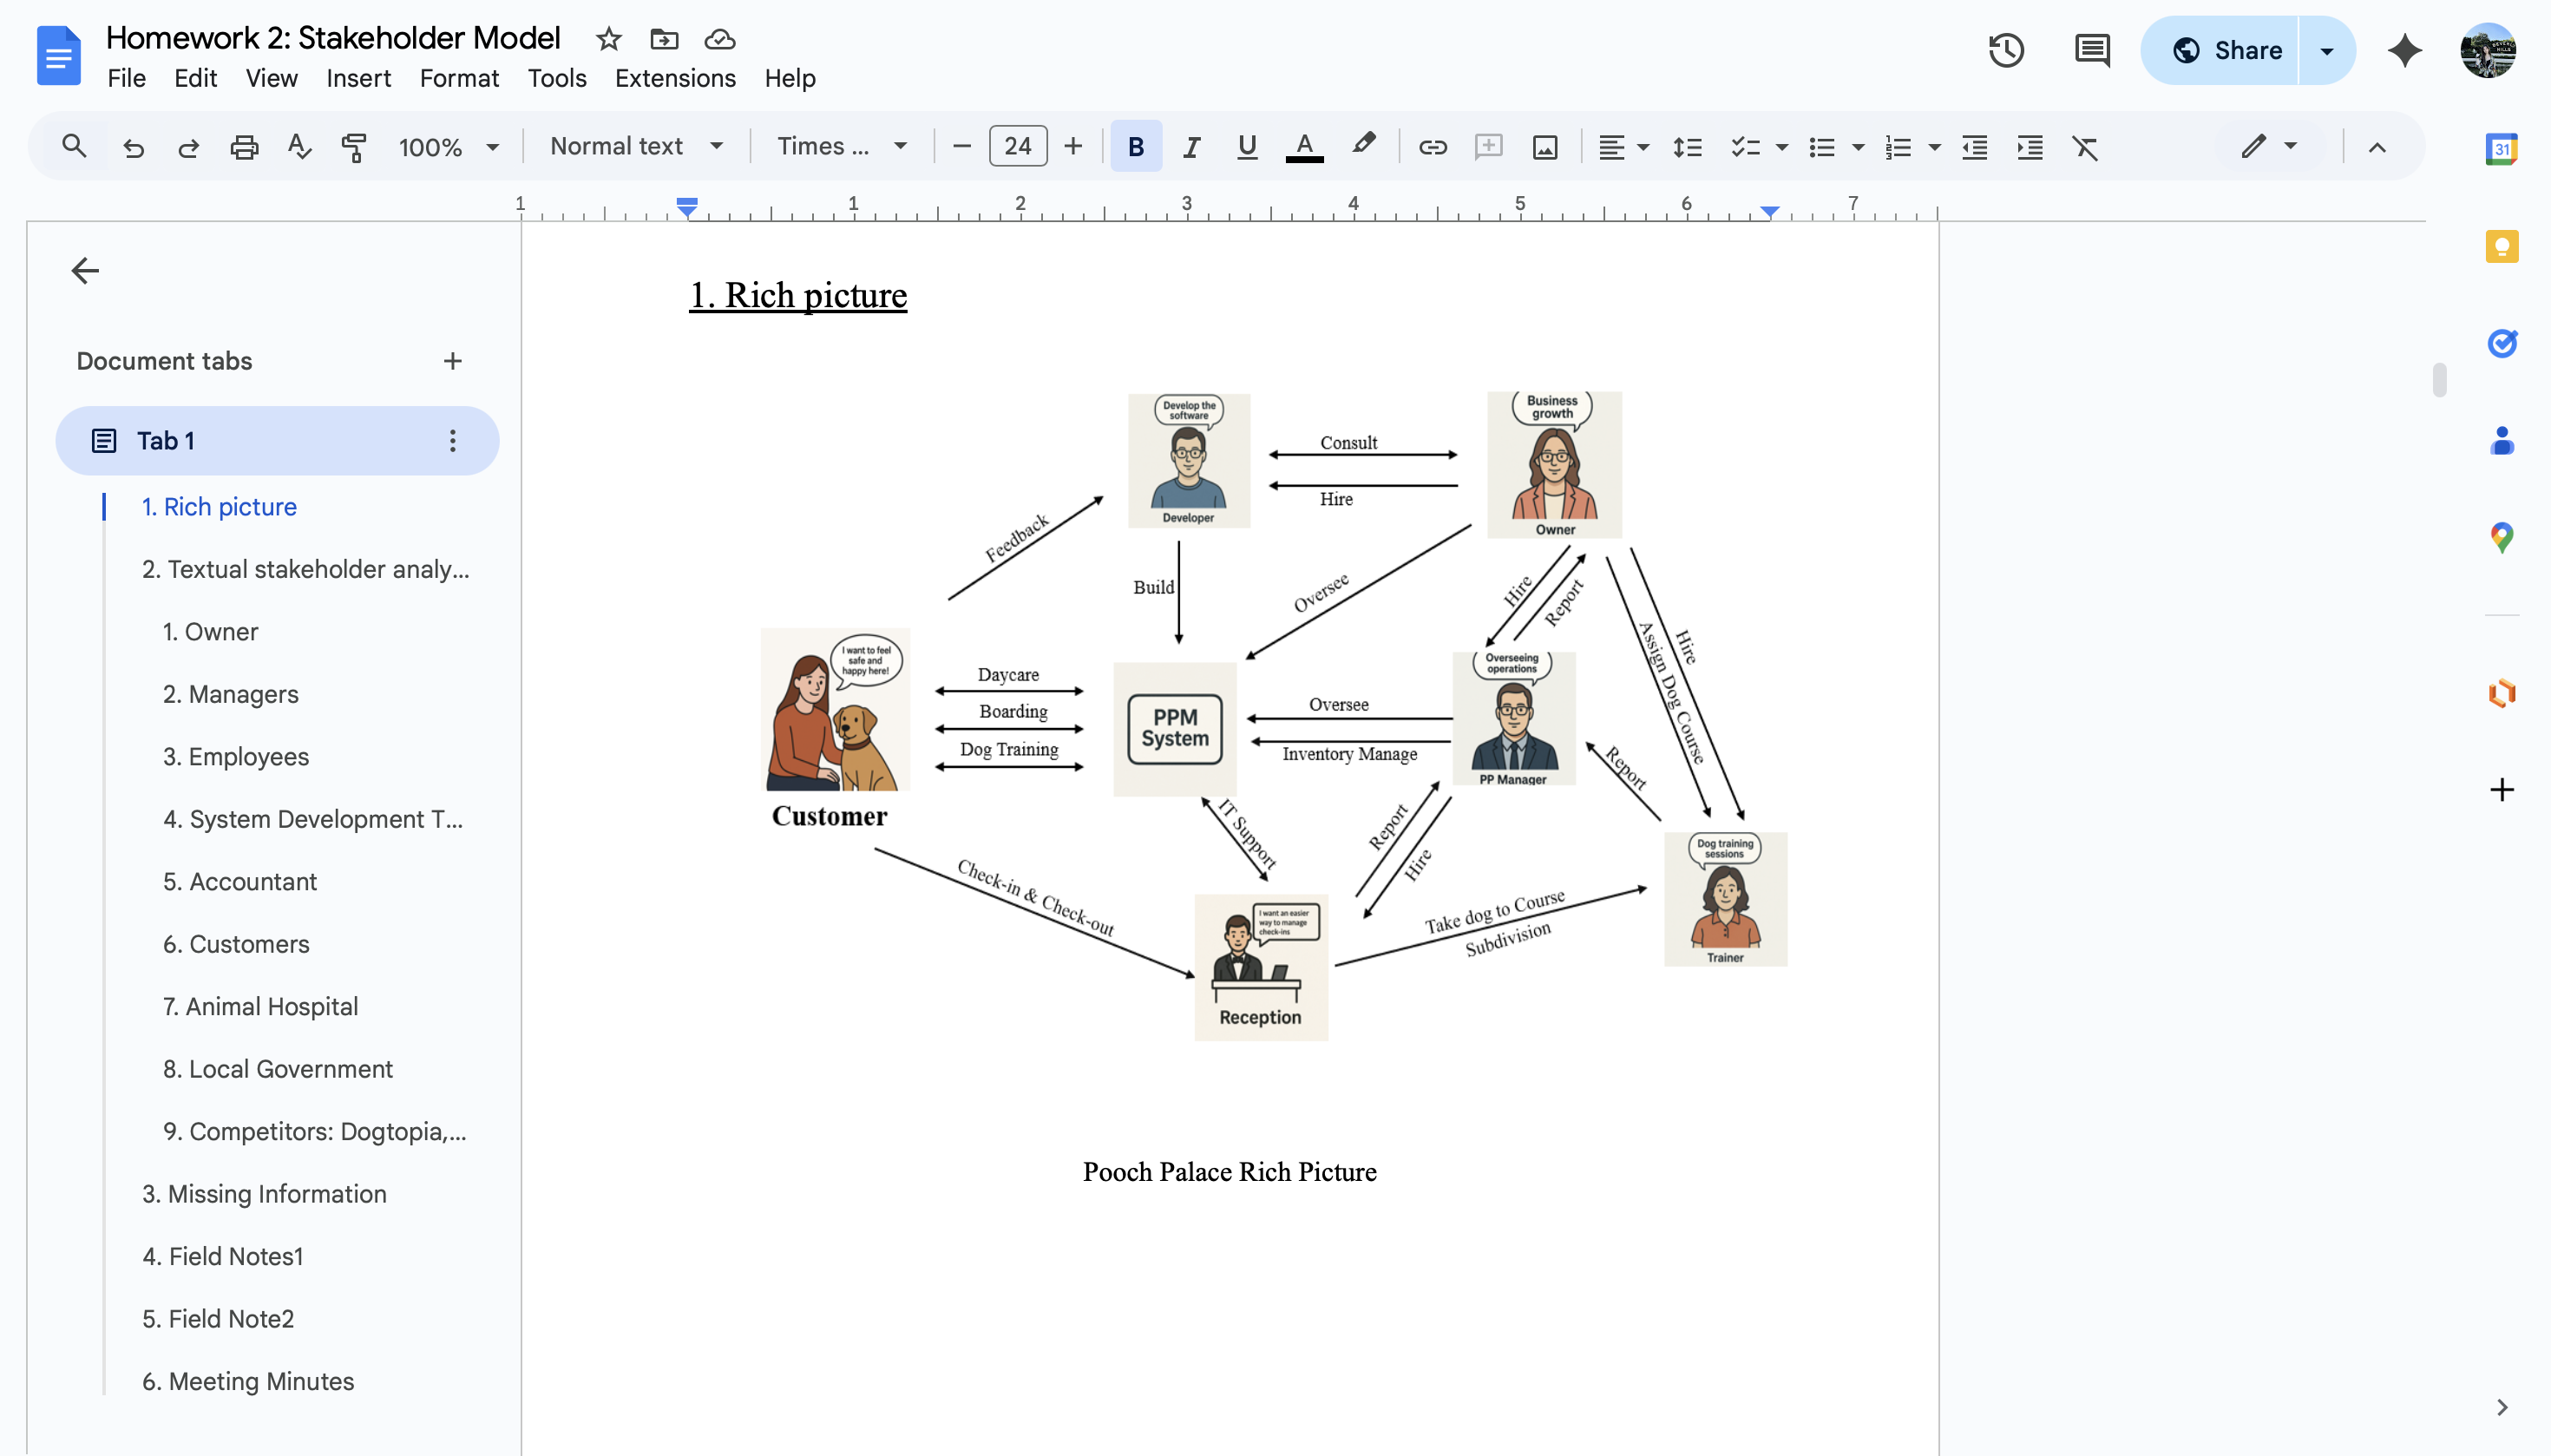 Homework 2: Stakeholder Model
File Edit View Insert Format Tools Extensions Help
Share
100% Normal text Times ... 24
31
1 1 2 3 4 5 6 7
Document tabs
Tab 1
1. Rich picture
2. Textual stakeholder analy...
1. Owner
2. Managers
3. Employees
4. System Development T...
5. Accountant
6. Customers
7. Animal Hospital
8. Local Government
9. Competitors: Dogtopia,...
3. Missing Information
4. Field Notes1
5. Field Note2
6. Meeting Minutes
1. Rich picture
Develop the
software
Developer
Consult
Hire
Business
growth
Owner
Feedback
Build
Oversee
Hire
Report
Hire
Assign Dog Course
I want to feel
safe and
happy here!
Customer
Daycare
Boarding
Dog Training
PPM
System
Oversee
Inventory Manage
Overseeing
operations
PP Manager
Report
IT Support
Report
Hire
Check-in & Check-out
I want an easier
way to manage
check-ins
Reception
Take dog to Course
Subdivision
Dog training
sessions
Trainer
Pooch Palace Rich Picture